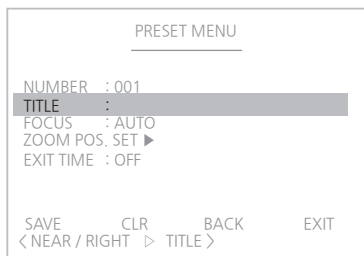 PRESET MENU
NUMBER : 001
TITLE :
FOCUS : AUTO
ZOOM POS. SET ▶
EXIT TIME : OFF
SAVE CLR BACK EXIT
〈 NEAR / RIGHT ▷ TITLE 〉